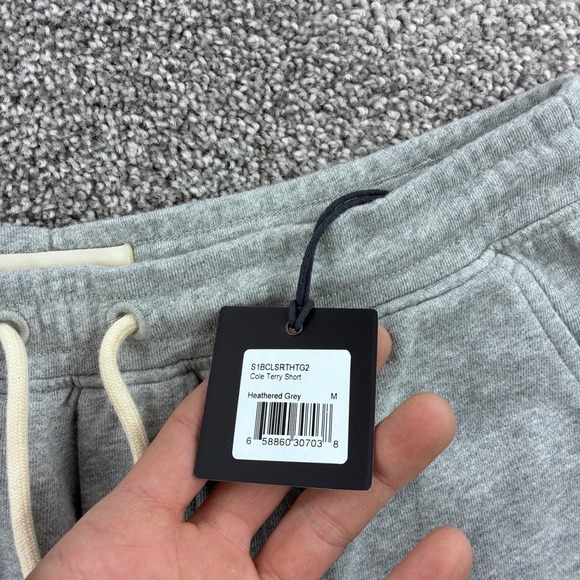 S1BCLSRTHTG2
Cole Terry Short
Heathered Grey M
6 58860 30703 8